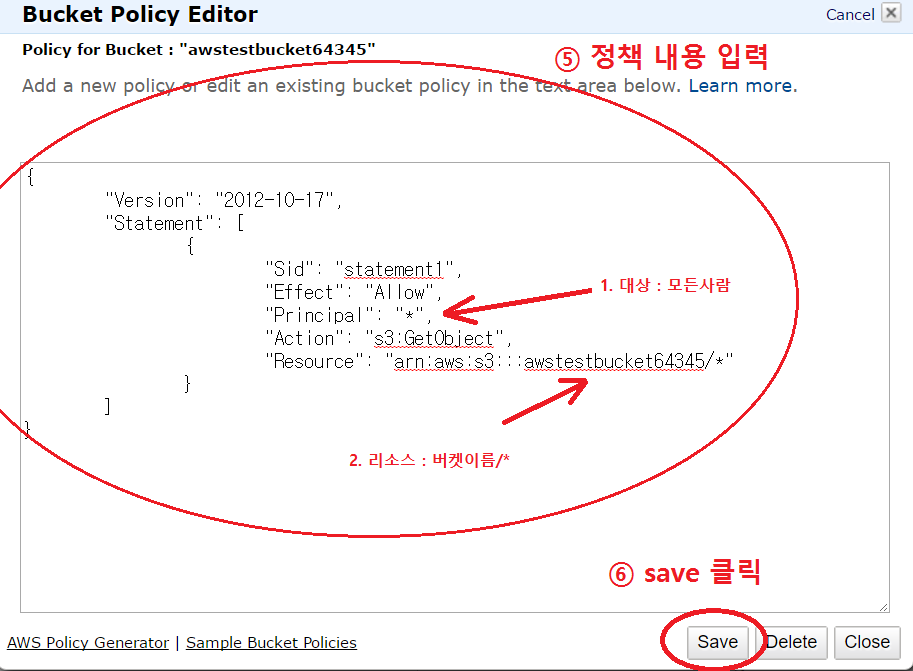 Bucket Policy Editor
Cancel
Policy for Bucket : "awstestbucket64345"
⑤ 정책 내용 입력
Add a new policy or edit an existing bucket policy in the text area below. Learn more.
{
"Version": "2012-10-17",
"Statement": [
{
"Sid": "statement1",
"Effect": "Allow",
1. 대상 : 모든사람
"Principal": "*",
"Action": "s3:GetObject",
"Resource": "arn:aws:s3:::awstestbucket64345/*"
}
]
}
2. 리소스 : 버켓이름/*
⑥ save 클릭
AWS Policy Generator | Sample Bucket Policies
Save
Delete
Close